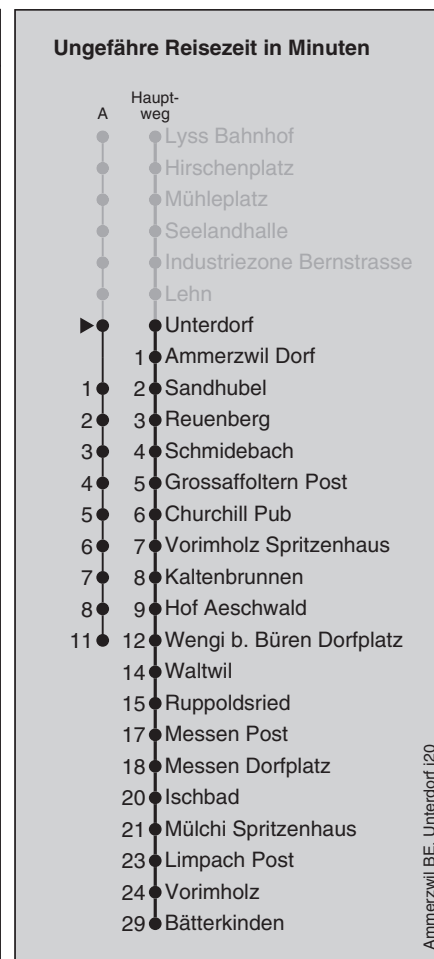 Ungefähre Reisezeit in Minuten
A Haupt-
weg
Lyss Bahnhof
Hirschenplatz
Mühleplatz
Seelandhalle
Industriezone Bernstrasse
Lehn
Unterdorf
1 Ammerzwil Dorf
1 2 Sandhubel
2 3 Reuenberg
3 4 Schmidebach
4 5 Grossaffoltern Post
5 6 Churchill Pub
6 7 Vorimholz Spritzenhaus
7 8 Kaltenbrunnen
8 9 Hof Aeschwald
11 12 Wengi b. Büren Dorfplatz
14 Waltwil
15 Ruppoldsried
17 Messen Post
18 Messen Dorfplatz
20 Ischbad
21 Mülchi Spritzenhaus
23 Limpach Post
24 Vorimholz
29 Bätterkinden
Ammerzwil BE, Unterdorf j20